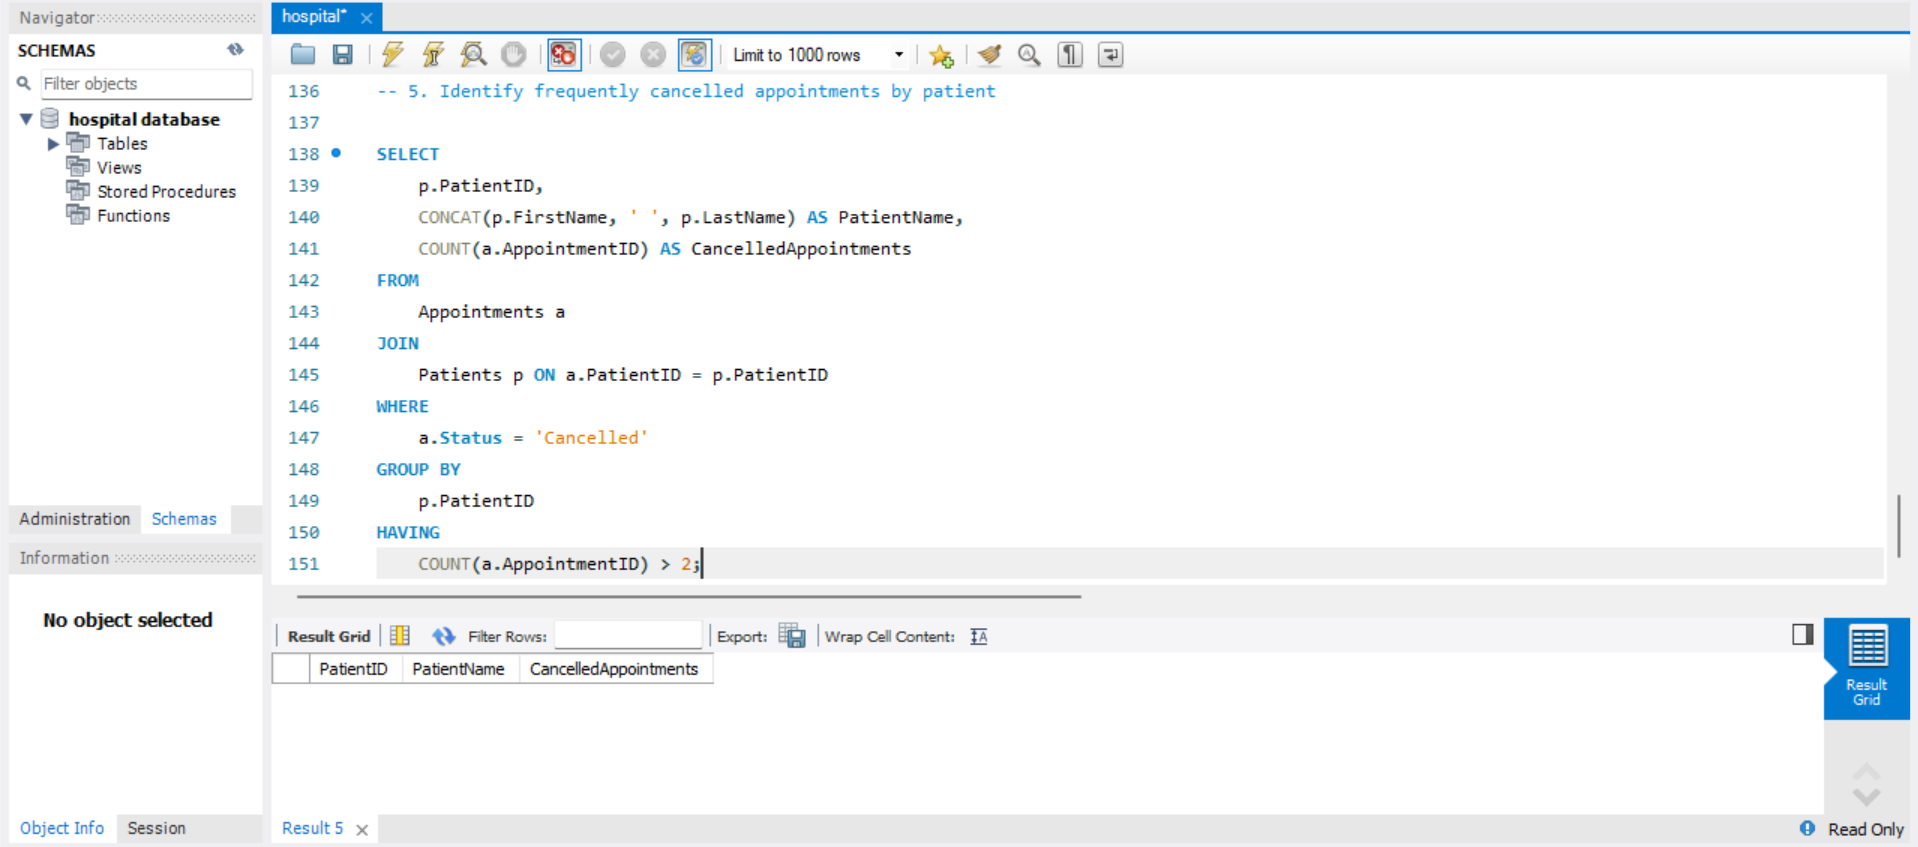 Navigator
SCHEMAS
Filter objects
hospital database
Tables
Views
Stored Procedures
Functions
Administration Schemas
Information
No object selected
Object Info Session
hospital*
Limit to 1000 rows
136 -- 5. Identify frequently cancelled appointments by patient
137
138 SELECT
139 p.PatientID,
140 CONCAT(p.FirstName, ' ', p.LastName) AS PatientName,
141 COUNT(a.AppointmentID) AS CancelledAppointments
142 FROM
143 Appointments a
144 JOIN
145 Patients p ON a.PatientID = p.PatientID
146 WHERE
147 a.Status = 'Cancelled'
148 GROUP BY
149 p.PatientID
150 HAVING
151 COUNT(a.AppointmentID) > 2;
Result Grid Filter Rows: Export: Wrap Cell Content: IA
PatientID PatientName CancelledAppointments
Result
Grid
Result 5
Read Only